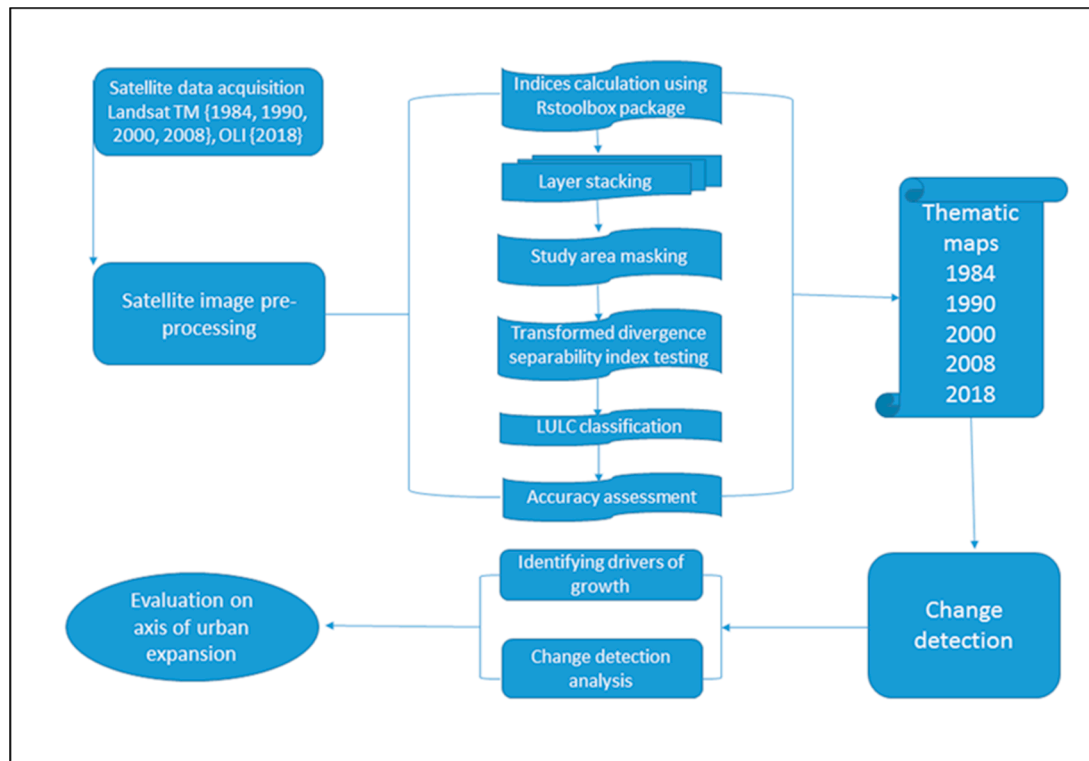 Satellite data acquisition
Landsat TM {1984, 1990,
2000, 2008}, OLI {2018}
Satellite image pre-
processing
Indices calculation using
Rstoolbox package
Layer stacking
Study area masking
Transformed divergence
separability index testing
LULC classification
Accuracy assessment
Thematic
maps
1984
1990
2000
2008
2018
Change
detection
Identifying drivers of
growth
Change detection
analysis
Evaluation on
axis of urban
expansion